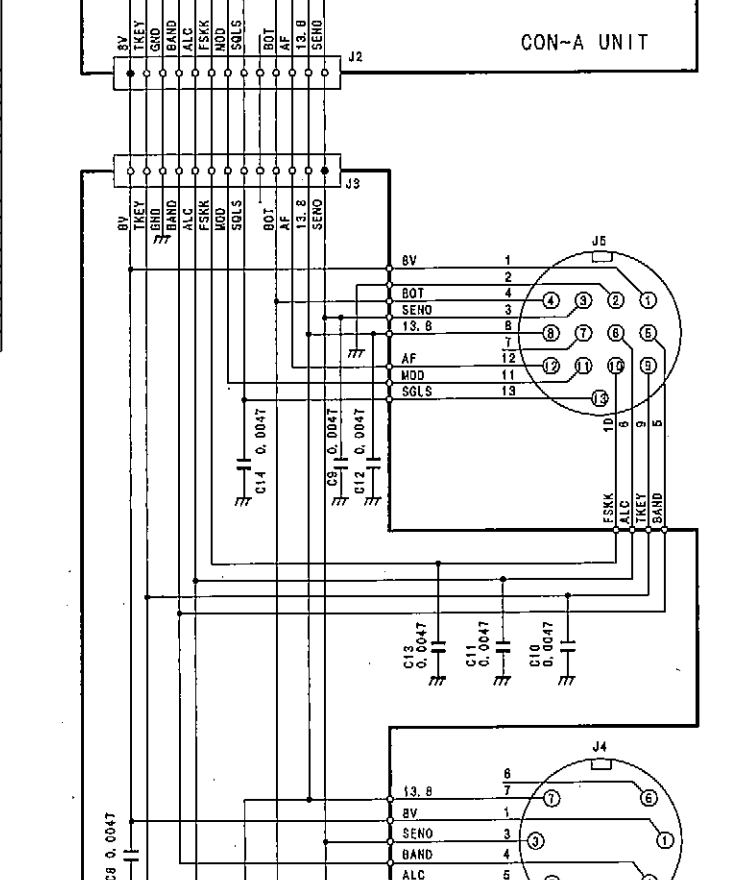 8V
TKEY
GND
BAND
ALC
FSKK
MOD
SQLS
BOT
AF
13.8
SEND
J2
CON~A UNIT
J3
8V
TKEY
GND
BAND
ALC
FSKK
MOD
SQLS
BOT
AF
13.8
SEND
J5
8V 1
2
BOT 4
SEND 3
13.8 8
7
AF 12
MOD 11
SGLS 13
4 3 2 1
8 7 6 5
12 11 10 9
13
10
6
9
5
C14 0.0047
C9 0.0047
C12 0.0047
FSKK
ALC
TKEY
BAND
C13
0.0047
C11
0.0047
C10
0.0047
J4
6
13.8 7
8V 1
SEND 3
BAND 4
ALC 5
7 6
3 1
C8 0.0047